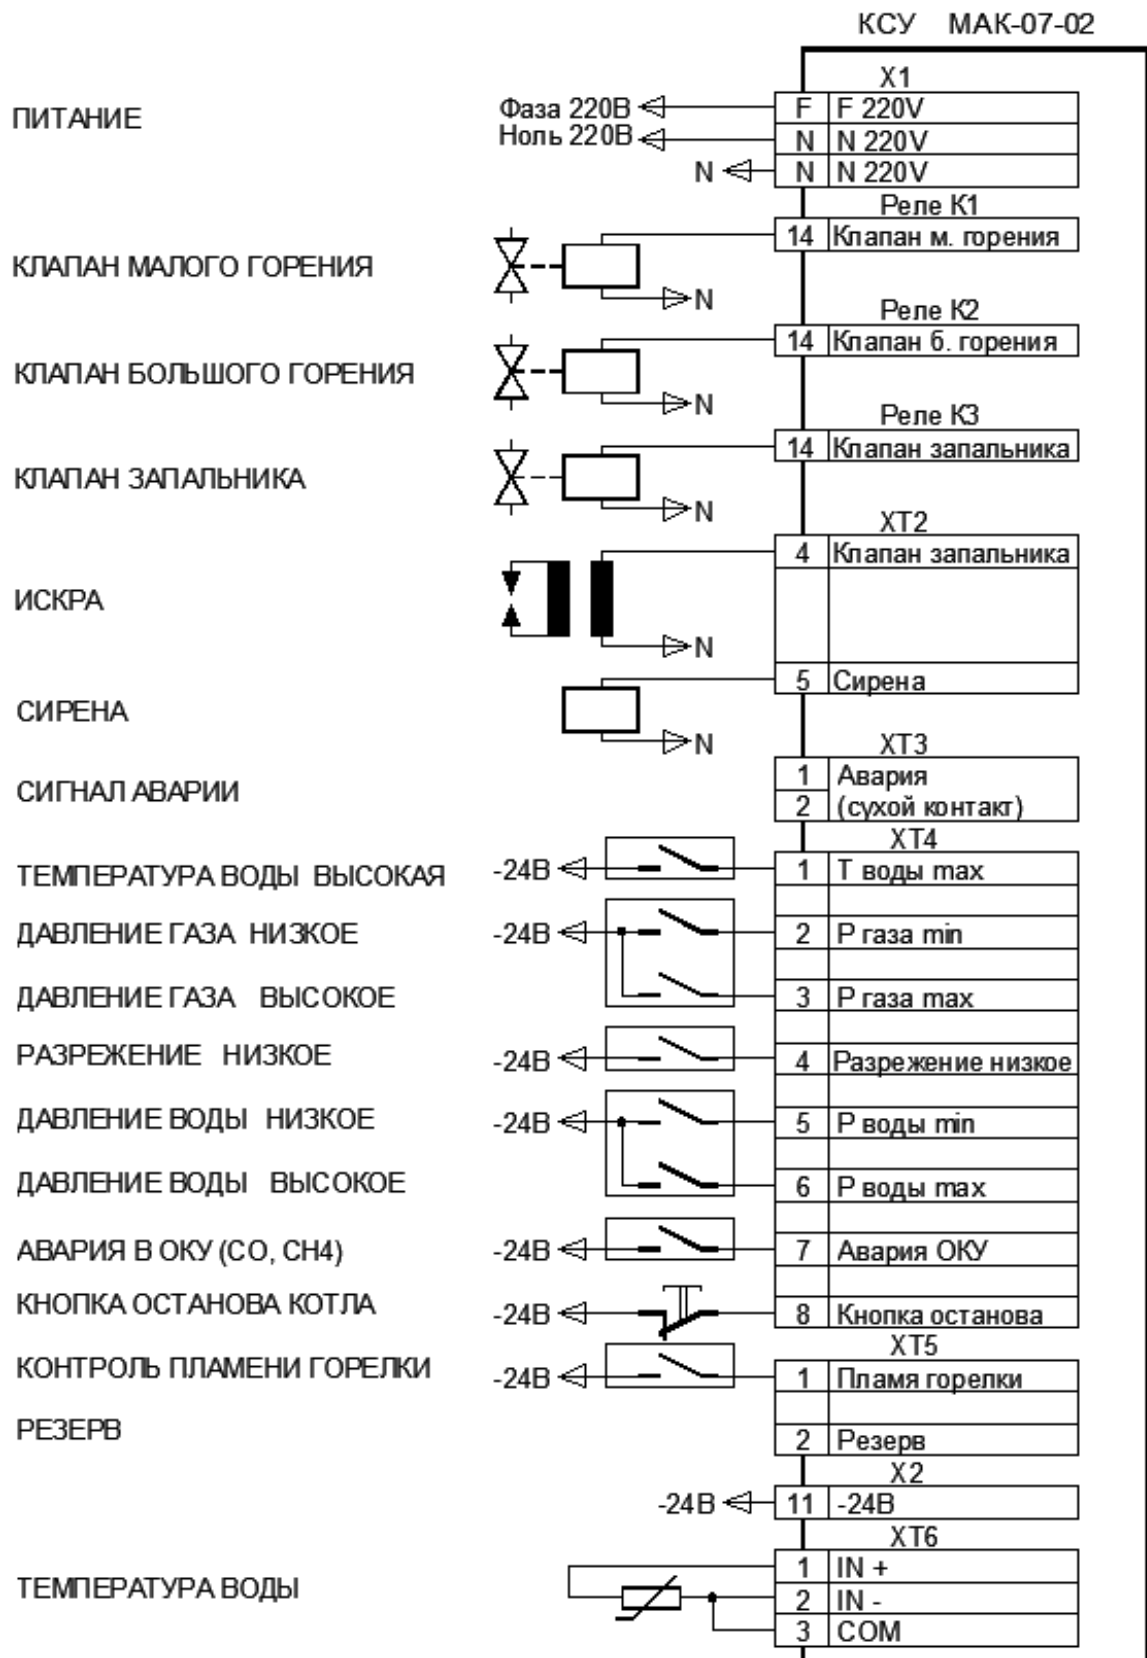 КСУ МАК-07-02
X1
ПИТАНИЕ
Фаза 220В F F 220V
Ноль 220В N N 220V
N N N 220V
Реле К1
14 Клапан м. горения
КЛАПАН МАЛОГО ГОРЕНИЯ
N
Реле К2
14 Клапан б. горения
КЛАПАН БОЛЬШОГО ГОРЕНИЯ
N
Реле К3
14 Клапан запальника
КЛАПАН ЗАПАЛЬНИКА
N
XT2
4 Клапан запальника
ИСКРА
N
5 Сирена
СИРЕНА
N
XT3
СИГНАЛ АВАРИИ
1 Авария
2 (сухой контакт)
XT4
ТЕМПЕРАТУРА ВОДЫ ВЫСОКАЯ -24В 1 Т воды max
ДАВЛЕНИЕ ГАЗА НИЗКОЕ -24В 2 Р газа min
ДАВЛЕНИЕ ГАЗА ВЫСОКОЕ 3 Р газа max
РАЗРЕЖЕНИЕ НИЗКОЕ -24В 4 Разрежение низкое
ДАВЛЕНИЕ ВОДЫ НИЗКОЕ -24В 5 Р воды min
ДАВЛЕНИЕ ВОДЫ ВЫСОКОЕ 6 Р воды max
АВАРИЯ В ОКУ (СО, СН4) -24В 7 Авария ОКУ
КНОПКА ОСТАНОВА КОТЛА -24В 8 Кнопка останова
XT5
КОНТРОЛЬ ПЛАМЕНИ ГОРЕЛКИ -24В 1 Пламя горелки
РЕЗЕРВ 2 Резерв
X2
-24В 11 -24В
XT6
1 IN +
ТЕМПЕРАТУРА ВОДЫ 2 IN -
3 COM